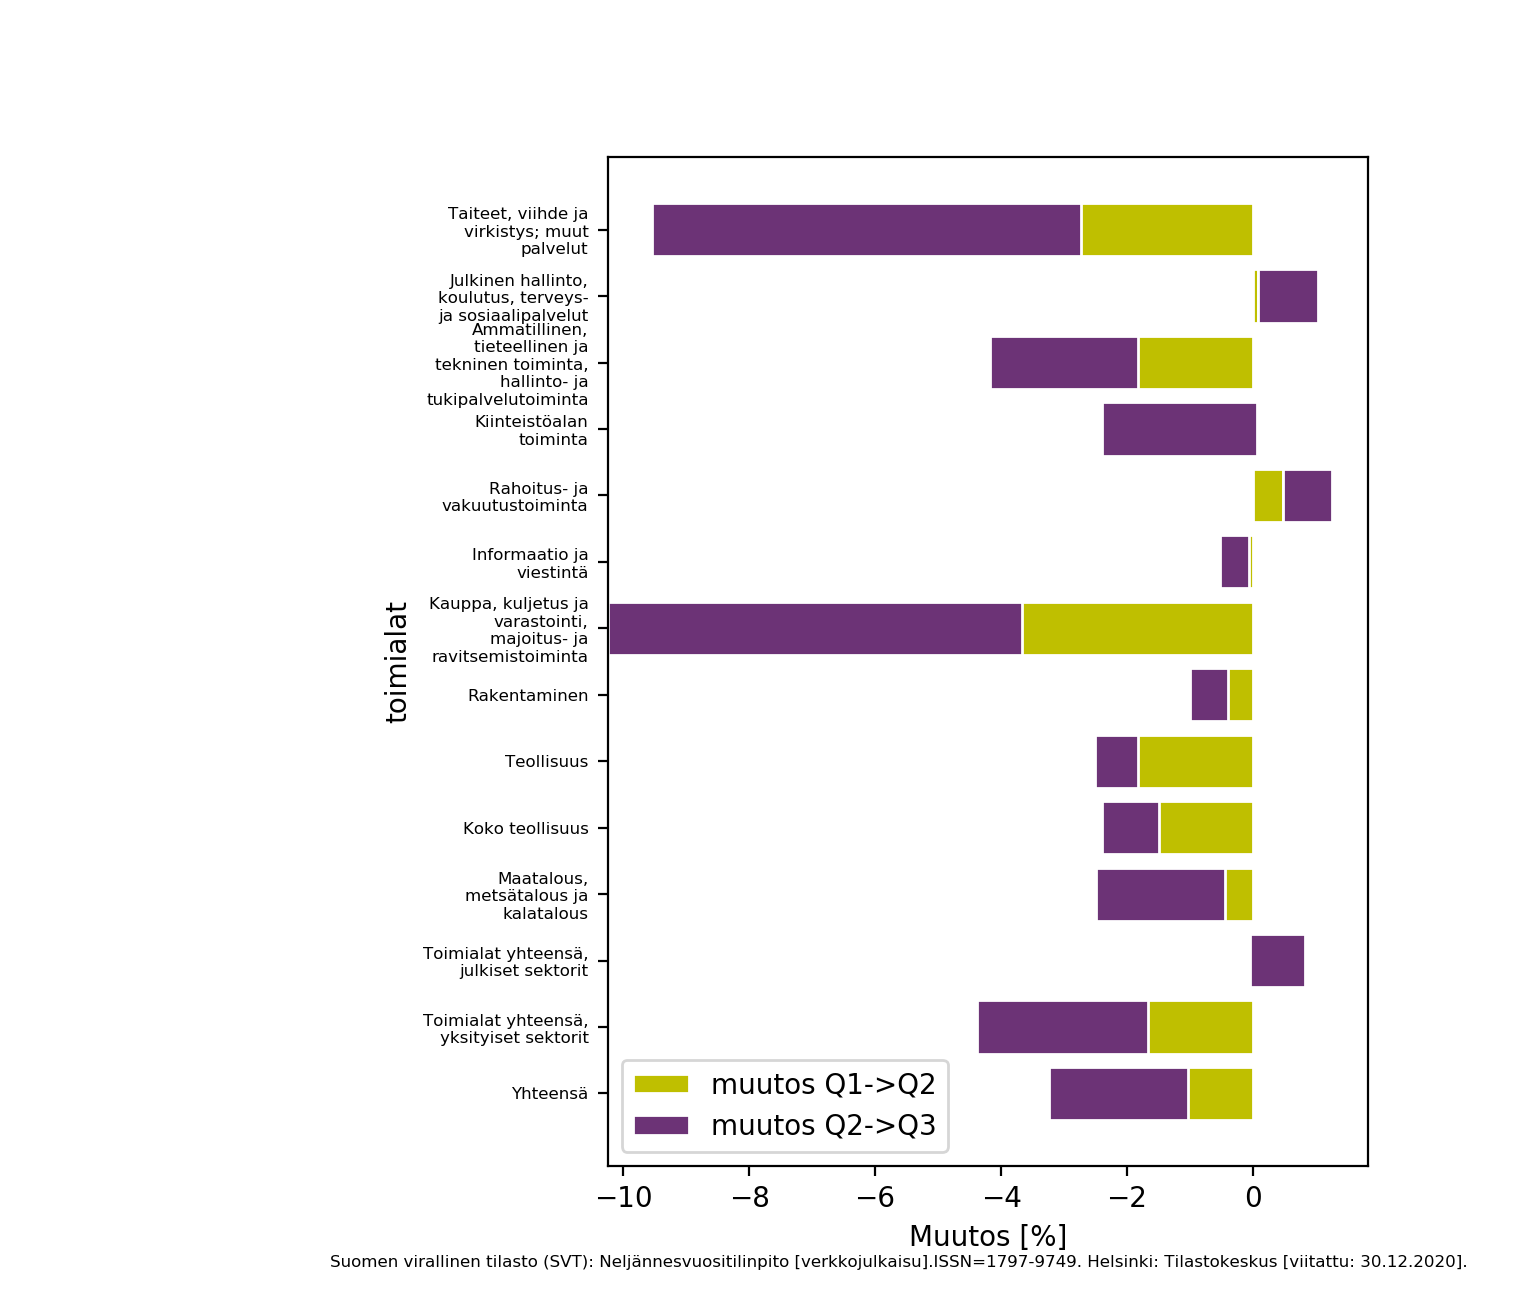 Taiteet, viihde ja
virkistys; muut
palvelut
Julkinen hallinto,
koulutus, terveys-
ja sosiaalipalvelut
Ammatillinen,
tieteellinen ja
tekninen toiminta,
hallinto- ja
tukipalvelutoiminta
Kiinteistöalan
toiminta
Rahoitus- ja
vakuutustoiminta
Informaatio ja
viestintä
Kauppa, kuljetus ja
varastointi,
majoitus- ja
ravitsemistoiminta
Rakentaminen
Teollisuus
Koko teollisuus
Maatalous,
metsätalous ja
kalatalous
Toimialat yhteensä,
julkiset sektorit
Toimialat yhteensä,
yksityiset sektorit
Yhteensä
toimialat
muutos Q1->Q2
muutos Q2->Q3
−10 −8 −6 −4 −2 0
Muutos [%]
Suomen virallinen tilasto (SVT): Neljännesvuositilinpito [verkkojulkaisu].ISSN=1797-9749. Helsinki: Tilastokeskus [viitattu: 30.12.2020].